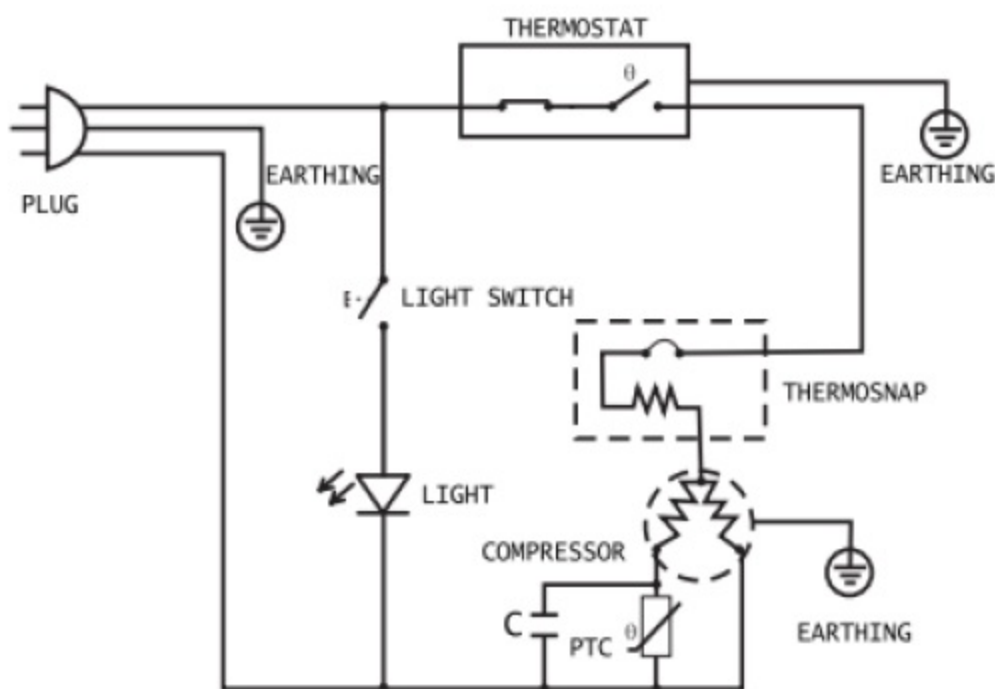 THERMOSTAT
θ
EARTHING
EARTHING
PLUG
E
LIGHT SWITCH
THERMOSNAP
LIGHT
COMPRESSOR
C
θ
PTC
EARTHING